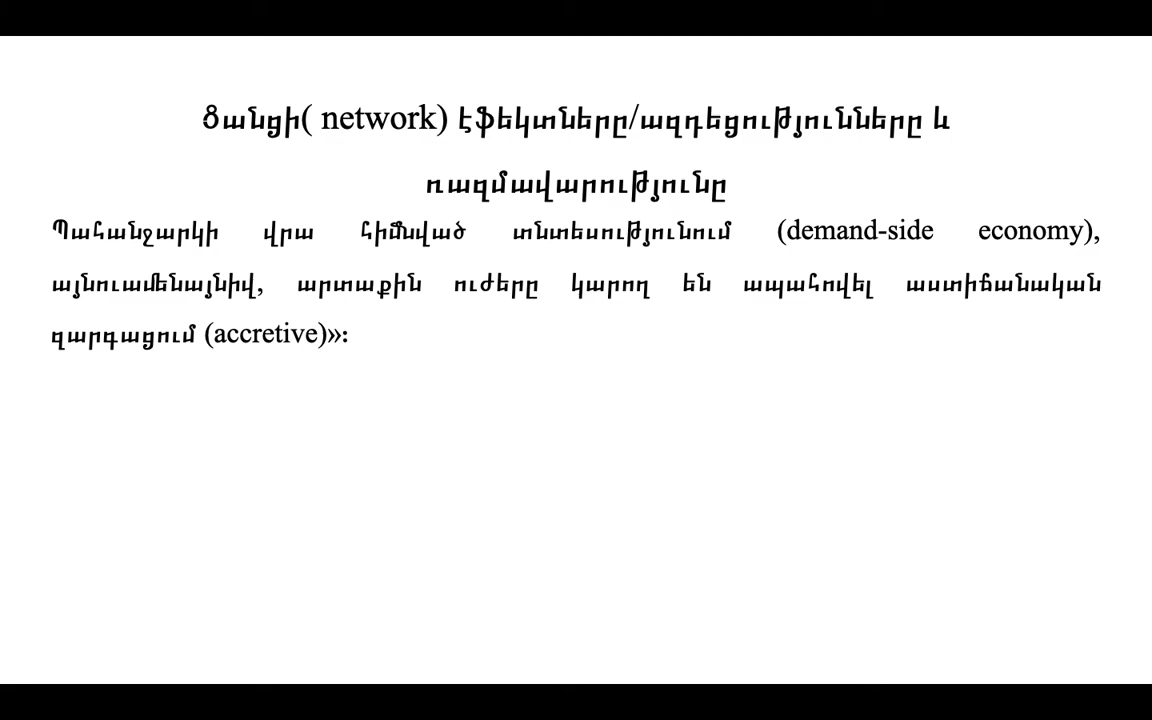 Ցանցի( network) էֆեկտները/ազդեցությունները և
ռազմավարությունը
Պահանջարկի վրա հիմնված տնտեսությունում (demand-side economy),
այնուամենայնիվ, արտաքին ուժերը կարող են ապահովել աստիճանական
զարգացում (accretive)»։